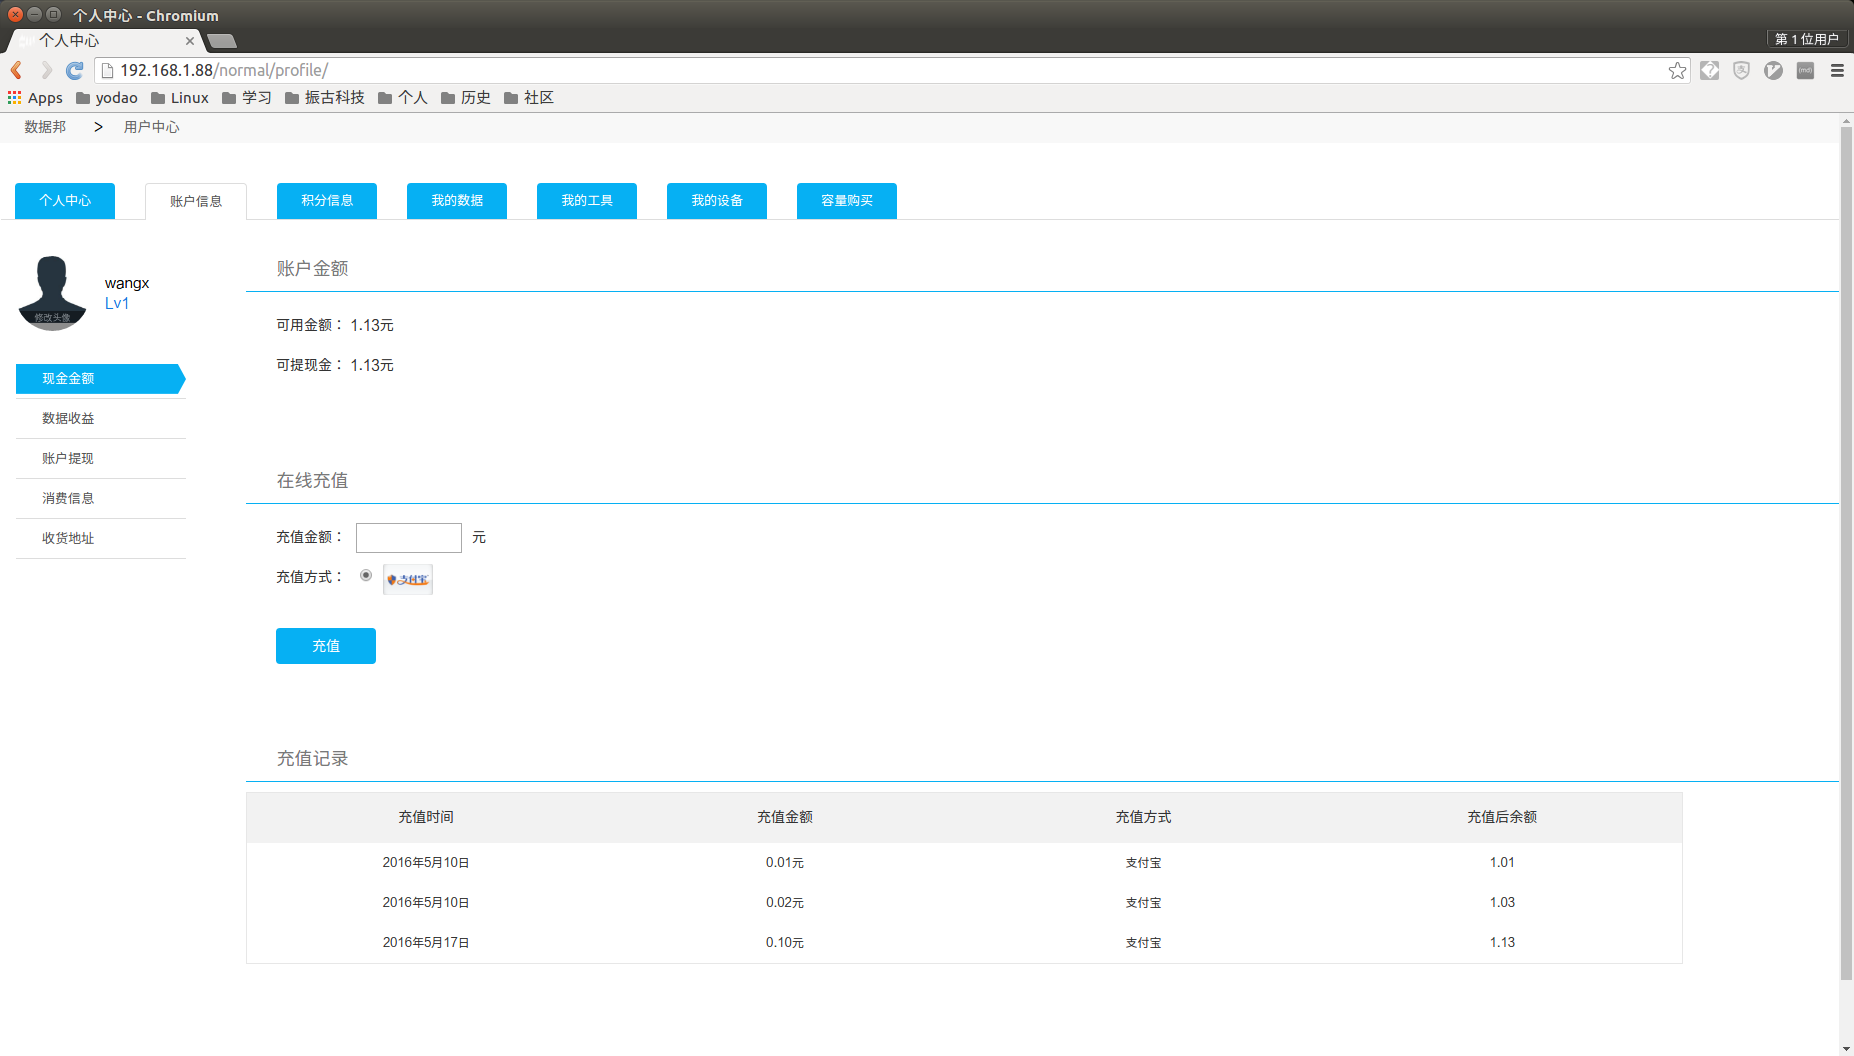 个人中心 - Chromium
个人中心
第 1 位用户
192.168.1.88/normal/profile/
Apps yodao Linux 学习 振古科技 个人 历史 社区
数据邦 > 用户中心
个人中心 账户信息 积分信息 我的数据 我的工具 我的设备 容量购买
wangx
Lv1
修改头像
现金金额
数据收益
账户提现
消费信息
收货地址
账户金额
可用金额： 1.13元
可提现金： 1.13元
在线充值
充值金额： 元
充值方式： 支付宝
充值
充值记录
充值时间 充值金额 充值方式 充值后余额
2016年5月10日 0.01元 支付宝 1.01
2016年5月10日 0.02元 支付宝 1.03
2016年5月17日 0.10元 支付宝 1.13